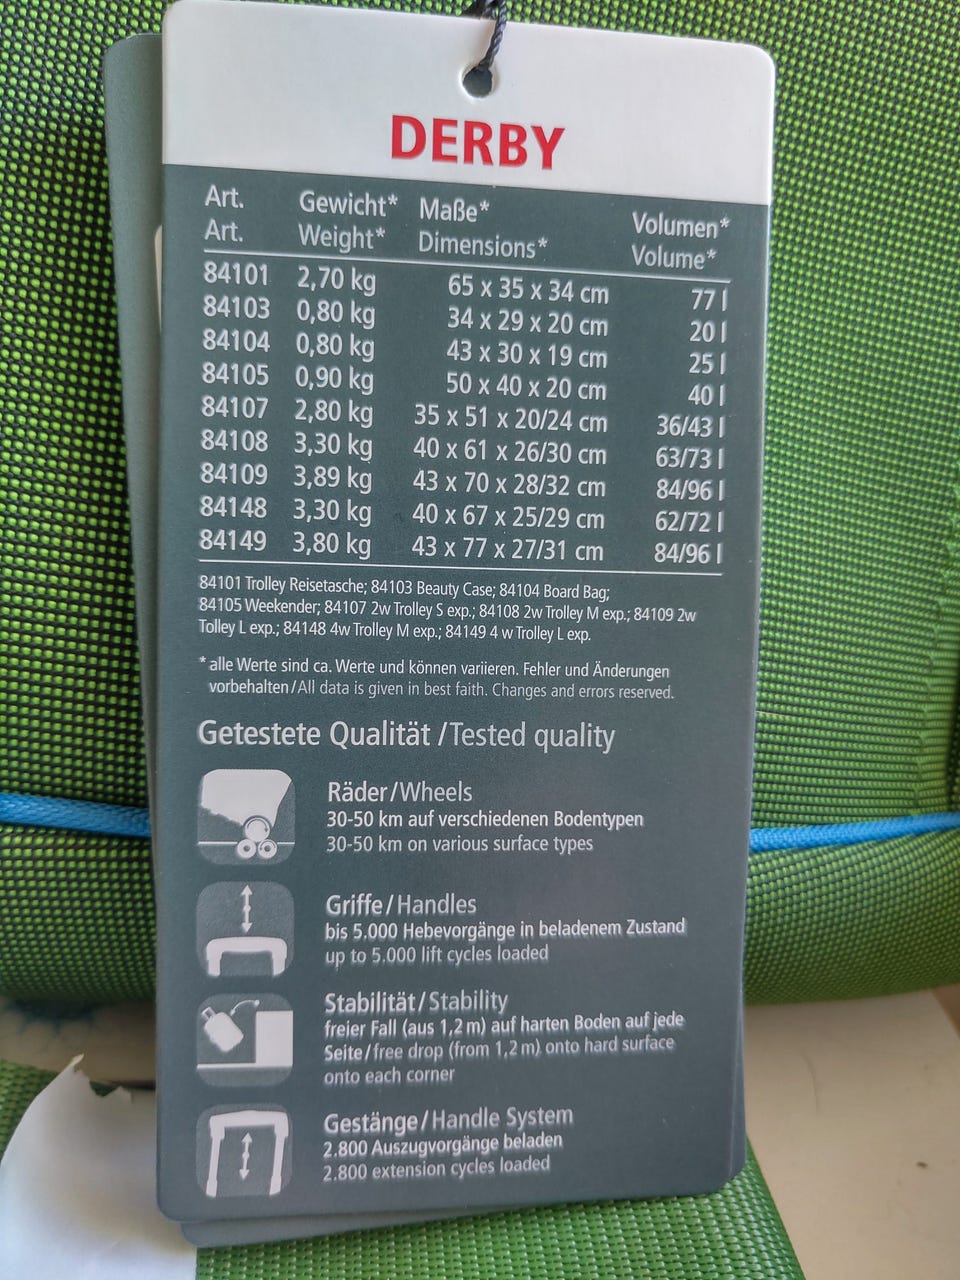 DERBY
Art. Gewicht* Maße* Volumen*
Art. Weight* Dimensions* Volume*
84101 2,70 kg 65 x 35 x 34 cm 77 l
84103 0,80 kg 34 x 29 x 20 cm 20 l
84104 0,80 kg 43 x 30 x 19 cm 25 l
84105 0,90 kg 50 x 40 x 20 cm 40 l
84107 2,80 kg 35 x 51 x 20/24 cm 36/43 l
84108 3,30 kg 40 x 61 x 26/30 cm 63/73 l
84109 3,89 kg 43 x 70 x 28/32 cm 84/96 l
84148 3,30 kg 40 x 67 x 25/29 cm 62/72 l
84149 3,80 kg 43 x 77 x 27/31 cm 84/96 l
84101 Trolley Reisetasche; 84103 Beauty Case; 84104 Board Bag;
84105 Weekender; 84107 2w Trolley S exp.; 84108 2w Trolley M exp.; 84109 2w
Tolley L exp.; 84148 4w Trolley M exp.; 84149 4 w Trolley L exp.
* alle Werte sind ca. Werte und können variieren. Fehler und Änderungen
vorbehalten/All data is given in best faith. Changes and errors reserved.
Getestete Qualität/Tested quality
Räder/Wheels
30-50 km auf verschiedenen Bodentypen
30-50 km on various surface types
Griffe/Handles
bis 5.000 Hebevorgänge in beladenem Zustand
up to 5.000 lift cycles loaded
Stabilität/Stability
freier Fall (aus 1,2 m) auf harten Boden auf jede
Seite/free drop (from 1,2 m) onto hard surface
onto each corner
Gestänge/Handle System
2.800 Auszugvorgänge beladen
2.800 extension cycles loaded